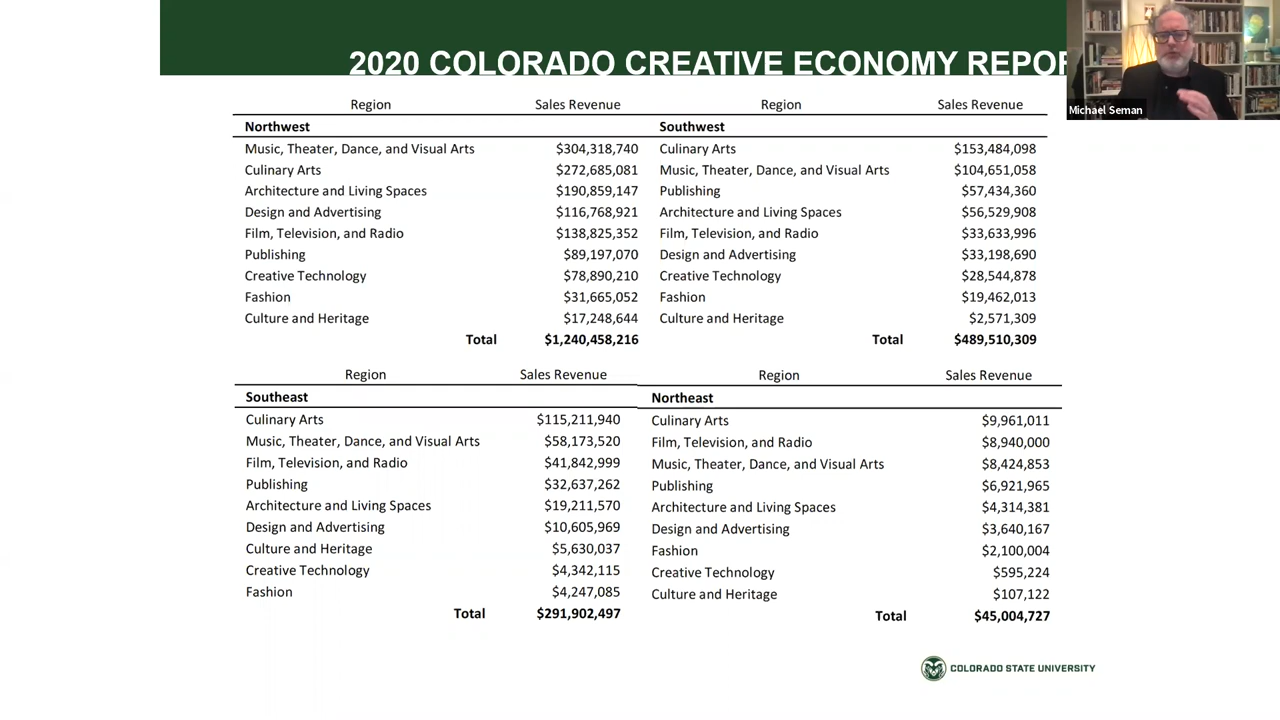 2020 COLORADO CREATIVE ECONOMY REPOR
Michael Seman
Region Sales Revenue Region Sales Revenue
Northwest Southwest
Music, Theater, Dance, and Visual Arts $304,318,740 Culinary Arts $153,484,098
Culinary Arts $272,685,081 Music, Theater, Dance, and Visual Arts $104,651,058
Architecture and Living Spaces $190,859,147 Publishing $57,434,360
Design and Advertising $116,768,921 Architecture and Living Spaces $56,529,908
Film, Television, and Radio $138,825,352 Film, Television, and Radio $33,633,996
Publishing $89,197,070 Design and Advertising $33,198,690
Creative Technology $78,890,210 Creative Technology $28,544,878
Fashion $31,665,052 Fashion $19,462,013
Culture and Heritage $17,248,644 Culture and Heritage $2,571,309
Total $1,240,458,216 Total $489,510,309
Region Sales Revenue Region Sales Revenue
Southeast Northeast
Culinary Arts $115,211,940 Culinary Arts $9,961,011
Music, Theater, Dance, and Visual Arts $58,173,520 Film, Television, and Radio $8,940,000
Film, Television, and Radio $41,842,999 Music, Theater, Dance, and Visual Arts $8,424,853
Publishing $32,637,262 Publishing $6,921,965
Architecture and Living Spaces $19,211,570 Architecture and Living Spaces $4,314,381
Design and Advertising $10,605,969 Design and Advertising $3,640,167
Culture and Heritage $5,630,037 Fashion $2,100,004
Creative Technology $4,342,115 Creative Technology $595,224
Fashion $4,247,085 Culture and Heritage $107,122
Total $291,902,497 Total $45,004,727
COLORADO STATE UNIVERSITY